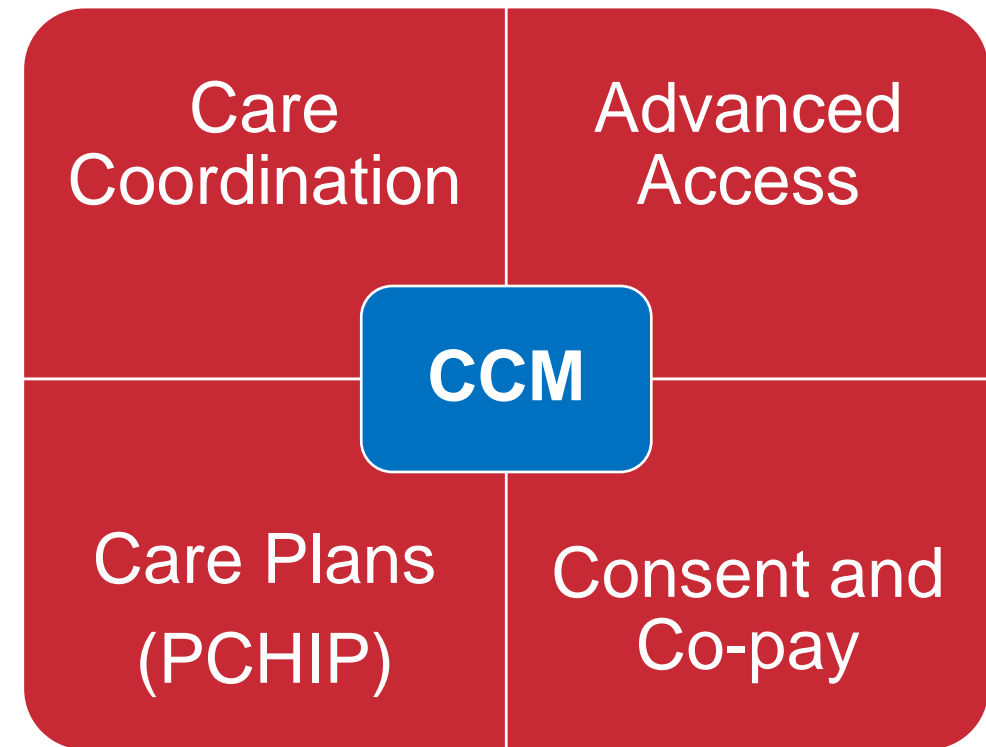 Care
Coordination
Advanced
Access
CCM
Care Plans
(PCHIP)
Consent and
Co-pay